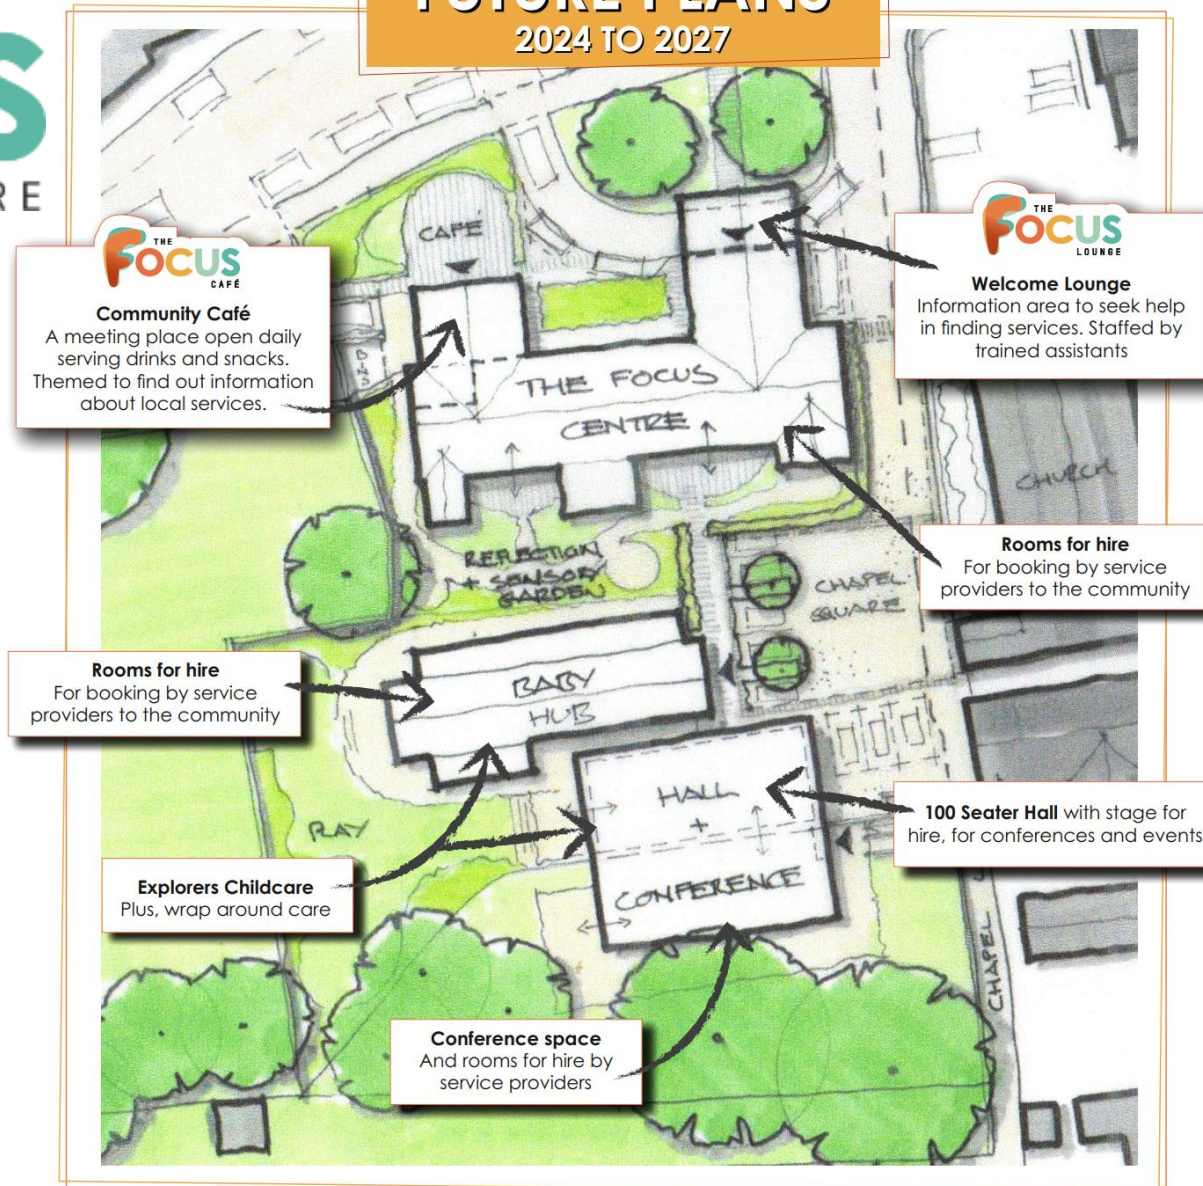 FUTURE PLANS
2024 TO 2027
S
RE
THE
FOCUS
CAFÉ
Community Café
A meeting place open daily
serving drinks and snacks.
Themed to find out information
about local services.
THE
FOCUS
LOUNGE
Welcome Lounge
Information area to seek help
in finding services. Staffed by
trained assistants
CAFÉ
BINS
THE FOCUS
CENTRE
CHURCH
Rooms for hire
For booking by service
providers to the community
REFLECTION
+ SENSORY
GARDEN
CHAPEL
SQUARE
Rooms for hire
For booking by service
providers to the community
BABY
HUB
HALL
+
CONFERENCE
100 Seater Hall with stage for
hire, for conferences and events
PLAY
Explorers Childcare
Plus, wrap around care
CHAPEL
Conference space
And rooms for hire by
service providers